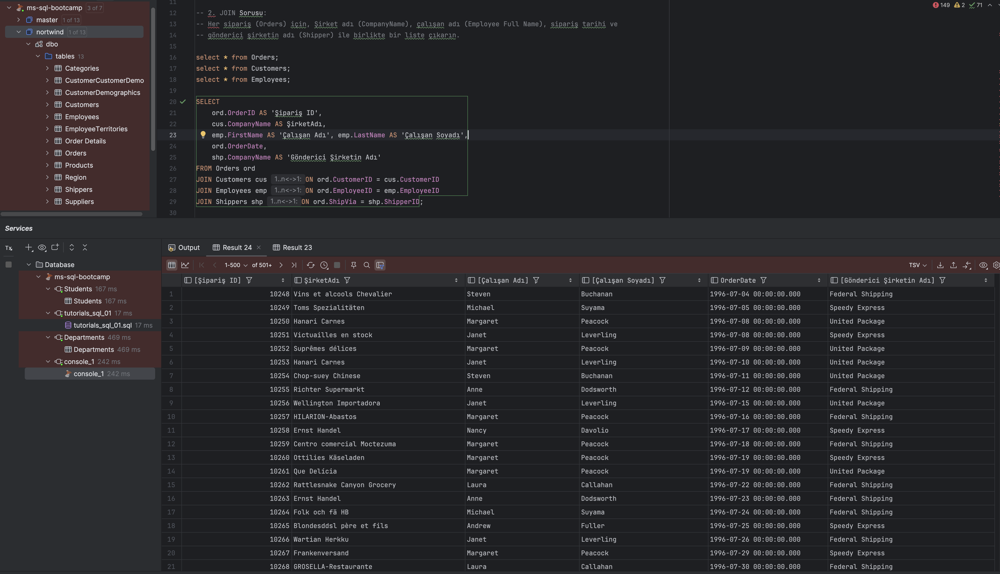 ms-sql-bootcamp 3 of 7
master 1 of 13
nortwind 1 of 13
dbo
tables 13
Categories
CustomerCustomerDemo
CustomerDemographics
Customers
Employees
EmployeeTerritories
Order Details
Orders
Products
Region
Shippers
Suppliers
149 2 71
11
12 -- 2. JOIN Sorusu:
13 -- Her sipariş (Orders) için, Şirket adı (CompanyName), çalışan adı (Employee Full Name), sipariş tarihi ve
14 -- gönderici şirketin adı (Shipper) ile birlikte bir liste çıkarın.
15
16 select * from Orders;
17 select * from Customers;
18 select * from Employees;
19
20 SELECT
21 ord.OrderID AS 'Şipariş ID',
22 cus.CompanyName AS ŞirketAdı,
23 emp.FirstName AS 'Çalışan Adı', emp.LastName AS 'Çalışan Soyadı',
24 ord.OrderDate,
25 shp.CompanyName AS 'Gönderici Şirketin Adı'
26 FROM Orders ord
27 JOIN Customers cus 1..n<->1: ON ord.CustomerID = cus.CustomerID
28 JOIN Employees emp 1..n<->1: ON ord.EmployeeID = emp.EmployeeID
29 JOIN Shippers shp 1..n<->1: ON ord.ShipVia = shp.ShipperID;
30
Services
Tx
Database
ms-sql-bootcamp
Students 167 ms
Students 167 ms
tutorials_sql_01 17 ms
tutorials_sql_01.sql 17 ms
Departments 469 ms
Departments 469 ms
console_1 242 ms
console_1 242 ms
Output Result 24 Result 23
1-500 of 501+ TSV
[Şipariş ID] ŞirketAdı [Çalışan Adı] [Çalışan Soyadı] OrderDate [Gönderici Şirketin Adı]
1 10248 Vins et alcools Chevalier Steven Buchanan 1996-07-04 00:00:00.000 Federal Shipping
2 10249 Toms Spezialitäten Michael Suyama 1996-07-05 00:00:00.000 Speedy Express
3 10250 Hanari Carnes Margaret Peacock 1996-07-08 00:00:00.000 United Package
4 10251 Victuailles en stock Janet Leverling 1996-07-08 00:00:00.000 Speedy Express
5 10252 Suprêmes délices Margaret Peacock 1996-07-09 00:00:00.000 United Package
6 10253 Hanari Carnes Janet Leverling 1996-07-10 00:00:00.000 United Package
7 10254 Chop-suey Chinese Steven Buchanan 1996-07-11 00:00:00.000 United Package
8 10255 Richter Supermarkt Anne Dodsworth 1996-07-12 00:00:00.000 Federal Shipping
9 10256 Wellington Importadora Janet Leverling 1996-07-15 00:00:00.000 United Package
10 10257 HILARION-Abastos Margaret Peacock 1996-07-16 00:00:00.000 Federal Shipping
11 10258 Ernst Handel Nancy Davolio 1996-07-17 00:00:00.000 Speedy Express
12 10259 Centro comercial Moctezuma Margaret Peacock 1996-07-18 00:00:00.000 Federal Shipping
13 10260 Ottilies Käseladen Margaret Peacock 1996-07-19 00:00:00.000 Speedy Express
14 10261 Que Delícia Margaret Peacock 1996-07-19 00:00:00.000 United Package
15 10262 Rattlesnake Canyon Grocery Laura Callahan 1996-07-22 00:00:00.000 Federal Shipping
16 10263 Ernst Handel Anne Dodsworth 1996-07-23 00:00:00.000 Federal Shipping
17 10264 Folk och fä HB Michael Suyama 1996-07-24 00:00:00.000 Federal Shipping
18 10265 Blondesddsl père et fils Andrew Fuller 1996-07-25 00:00:00.000 Speedy Express
19 10266 Wartian Herkku Janet Leverling 1996-07-26 00:00:00.000 Federal Shipping
20 10267 Frankenversand Margaret Peacock 1996-07-29 00:00:00.000 Speedy Express
21 10268 GROSELLA-Restaurante Laura Callahan 1996-07-30 00:00:00.000 Federal Shipping